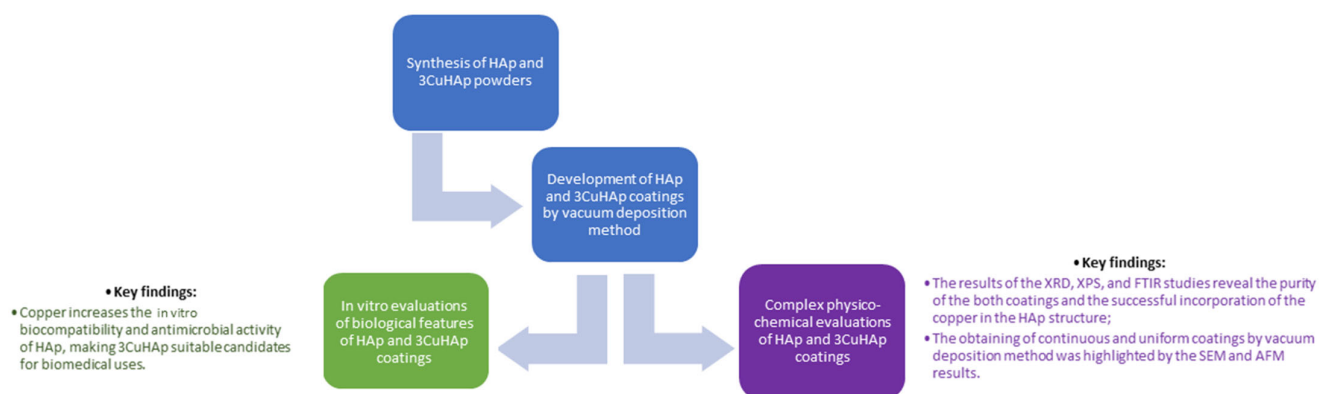 Synthesis of HAp and
3CuHAp powders
Development of HAp
and 3CuHAp coatings
by vacuum deposition
method
• Key findings:
• Copper increases the in vitro
biocompatibility and antimicrobial activity
of HAp, making 3CuHAp suitable candidates
for biomedical uses.
In vitro evaluations
of biological features
of HAp and 3CuHAp
coatings
Complex physico-
chemical evaluations
of HAp and 3CuHAp
coatings
• Key findings:
• The results of the XRD, XPS, and FTIR studies reveal the purity
of the both coatings and the successful incorporation of the
copper in the HAp structure;
• The obtaining of continuous and uniform coatings by vacuum
deposition method was highlighted by the SEM and AFM
results.